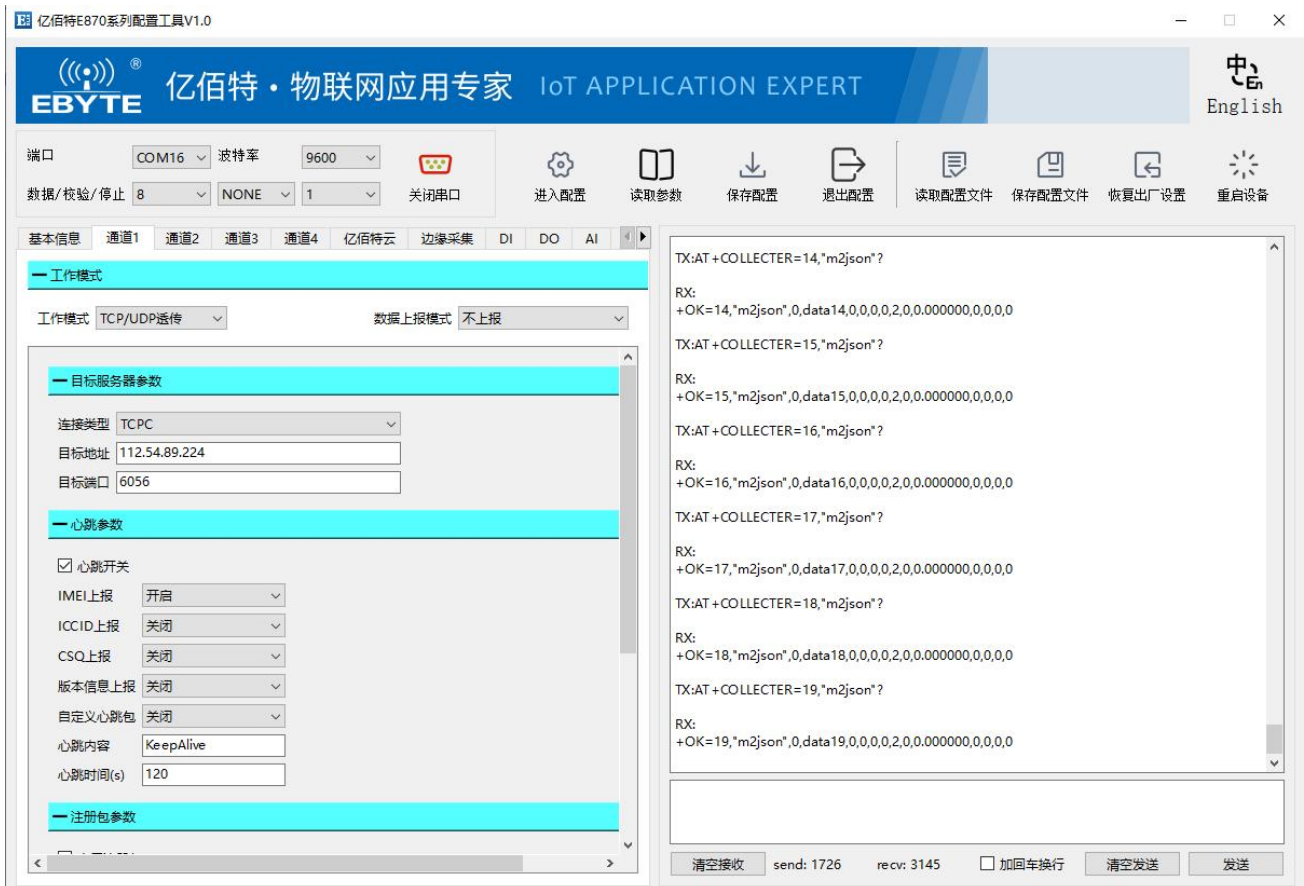 亿佰特E870系列配置工具V1.0
EBYTE ®
亿佰特·物联网应用专家 IoT APPLICATION EXPERT
中 En
English
端口 COM16 波特率 9600
数据/校验/停止 8 NONE 1
关闭串口
进入配置 读取参数 保存配置 退出配置 读取配置文件 保存配置文件 恢复出厂设置 重启设备
基本信息 通道1 通道2 通道3 通道4 亿佰特云 边缘采集 DI DO AI
工作模式
工作模式 TCP/UDP透传 数据上报模式 不上报
目标服务器参数
连接类型 TCPC
目标地址 112.54.89.224
目标端口 6056
心跳参数
心跳开关
IMEI上报 开启
ICCID上报 关闭
CSQ上报 关闭
版本信息上报 关闭
自定义心跳包 关闭
心跳内容 KeepAlive
心跳时间(s) 120
注册包参数
TX:AT+COLLECTER=14,"m2json"?
RX:
+OK=14,"m2json",0,data14,0,0,0,0,2,0,0.000000,0,0,0,0
TX:AT+COLLECTER=15,"m2json"?
RX:
+OK=15,"m2json",0,data15,0,0,0,0,2,0,0.000000,0,0,0,0
TX:AT+COLLECTER=16,"m2json"?
RX:
+OK=16,"m2json",0,data16,0,0,0,0,2,0,0.000000,0,0,0,0
TX:AT+COLLECTER=17,"m2json"?
RX:
+OK=17,"m2json",0,data17,0,0,0,0,2,0,0.000000,0,0,0,0
TX:AT+COLLECTER=18,"m2json"?
RX:
+OK=18,"m2json",0,data18,0,0,0,0,2,0,0.000000,0,0,0,0
TX:AT+COLLECTER=19,"m2json"?
RX:
+OK=19,"m2json",0,data19,0,0,0,0,2,0,0.000000,0,0,0,0
清空接收 send: 1726 recv: 3145 加回车换行 清空发送 发送